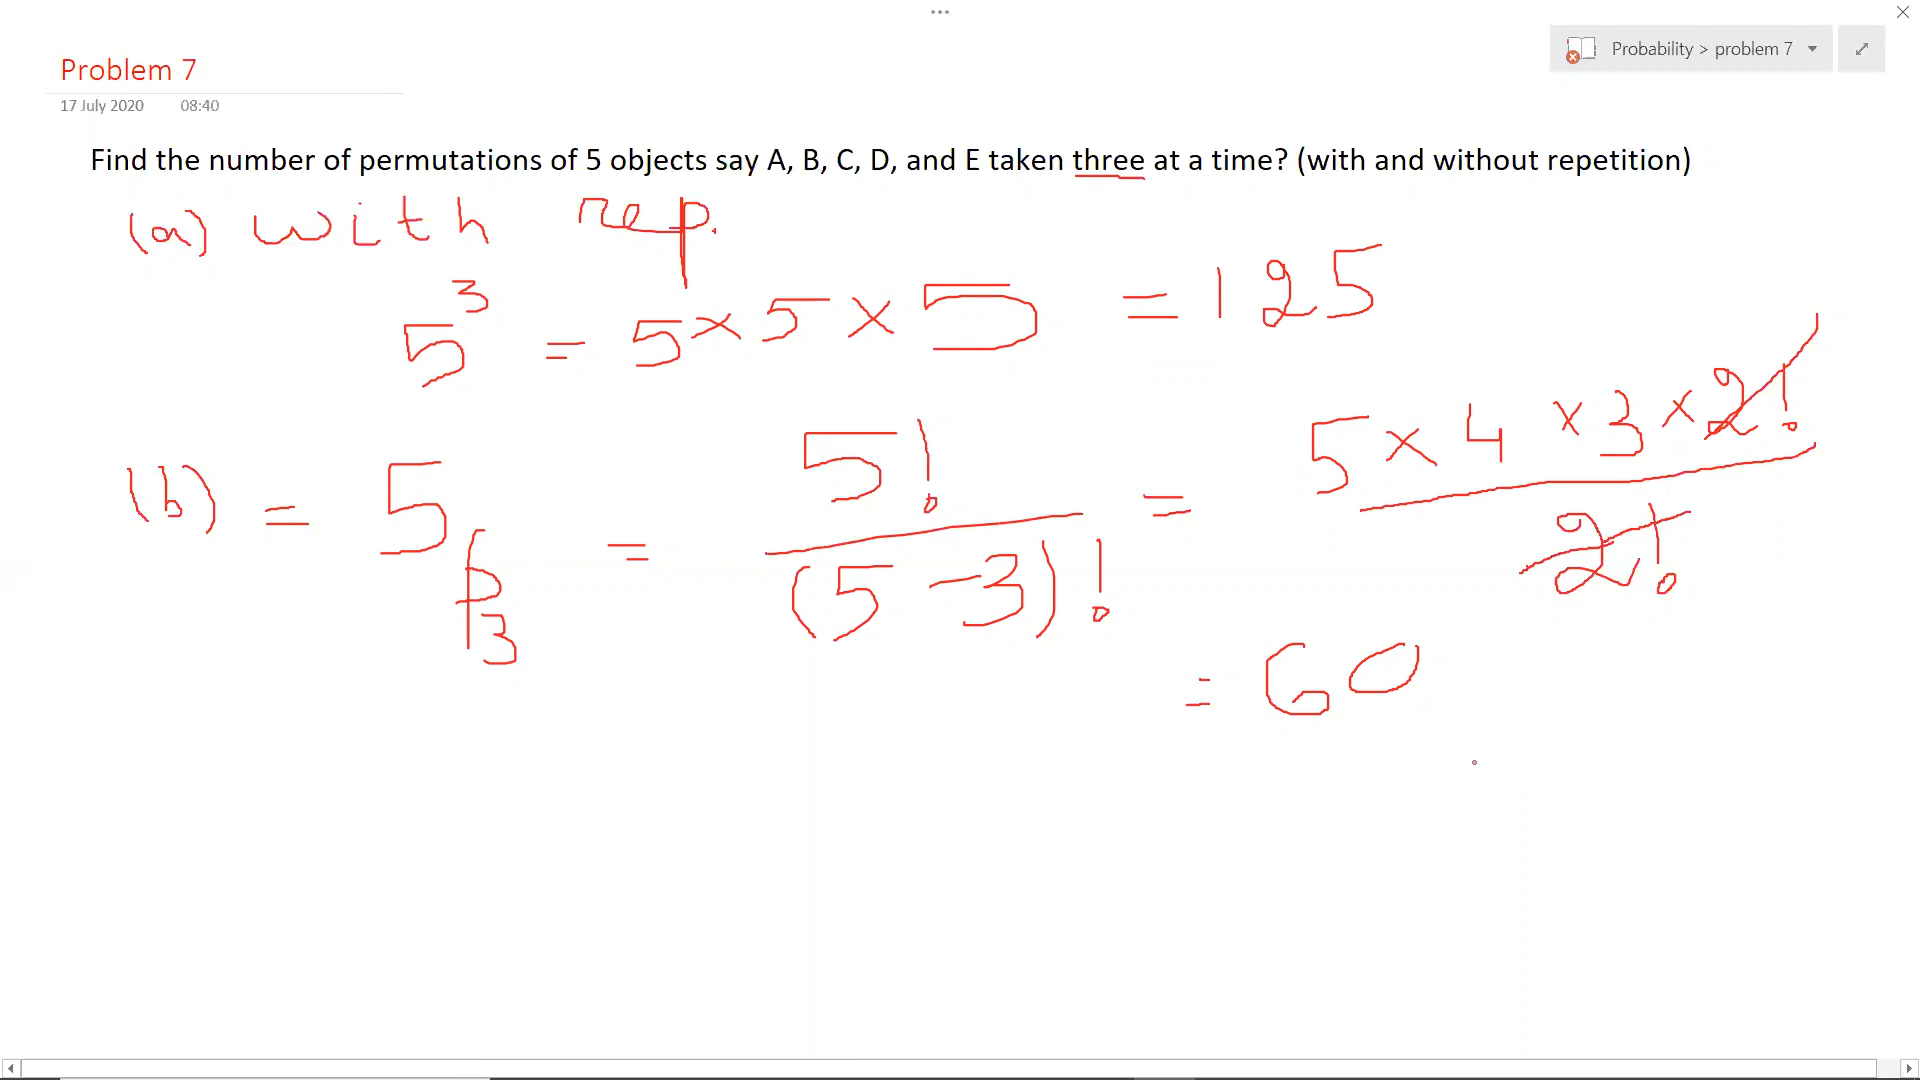 Probability > problem 7
Problem 7
17 July 2020 08:40
Find the number of permutations of 5 objects say A, B, C, D, and E taken three at a time? (with and without repetition)
(a) with rep.
5³ = 5 × 5 × 5 = 125
(b) = 5P₃ = 5! / (5 - 3)! = 5 × 4 × 3 × 2! / 2!
= 60